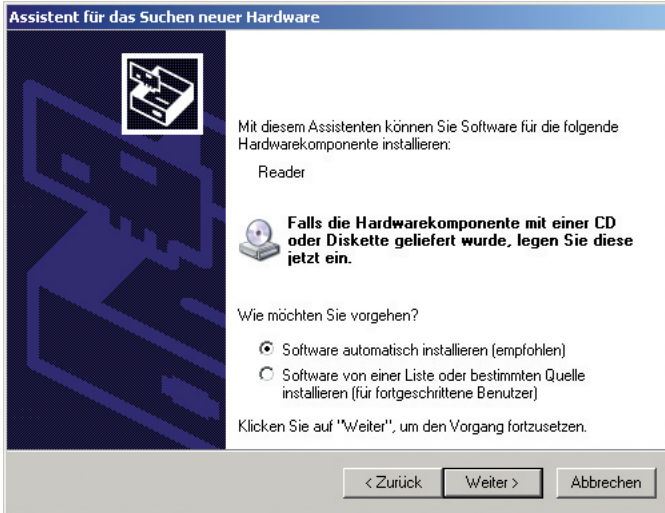 Assistent für das Suchen neuer Hardware
Mit diesem Assistenten können Sie Software für die folgende
Hardwarekomponente installieren:
Reader
Falls die Hardwarekomponente mit einer CD
oder Diskette geliefert wurde, legen Sie diese
jetzt ein.
Wie möchten Sie vorgehen?
Software automatisch installieren (empfohlen)
Software von einer Liste oder bestimmten Quelle
installieren (für fortgeschrittene Benutzer)
Klicken Sie auf "Weiter", um den Vorgang fortzusetzen.
< Zurück Weiter > Abbrechen